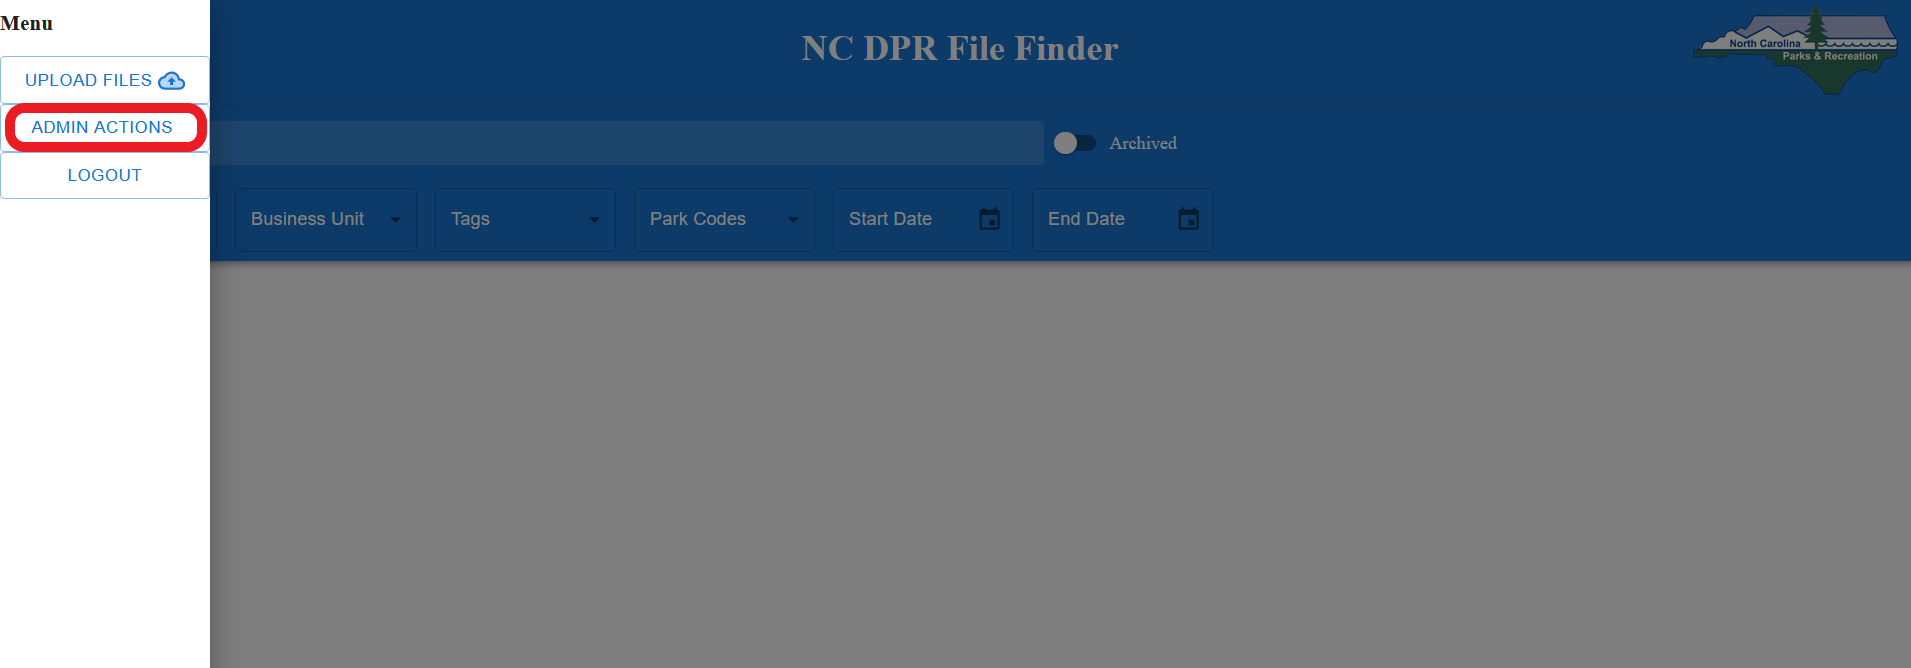 Menu
UPLOAD FILES
ADMIN ACTIONS
LOGOUT
NC DPR File Finder
North Carolina
Parks & Recreation
Archived
Business Unit
Tags
Park Codes
Start Date
End Date